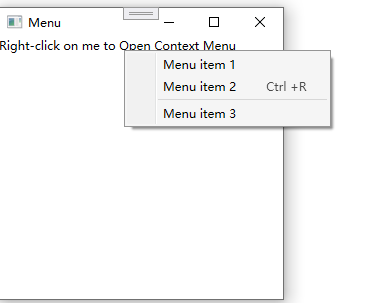 Menu
Right-click on me to Open Context Menu
Menu item 1
Menu item 2 Ctrl +R
Menu item 3